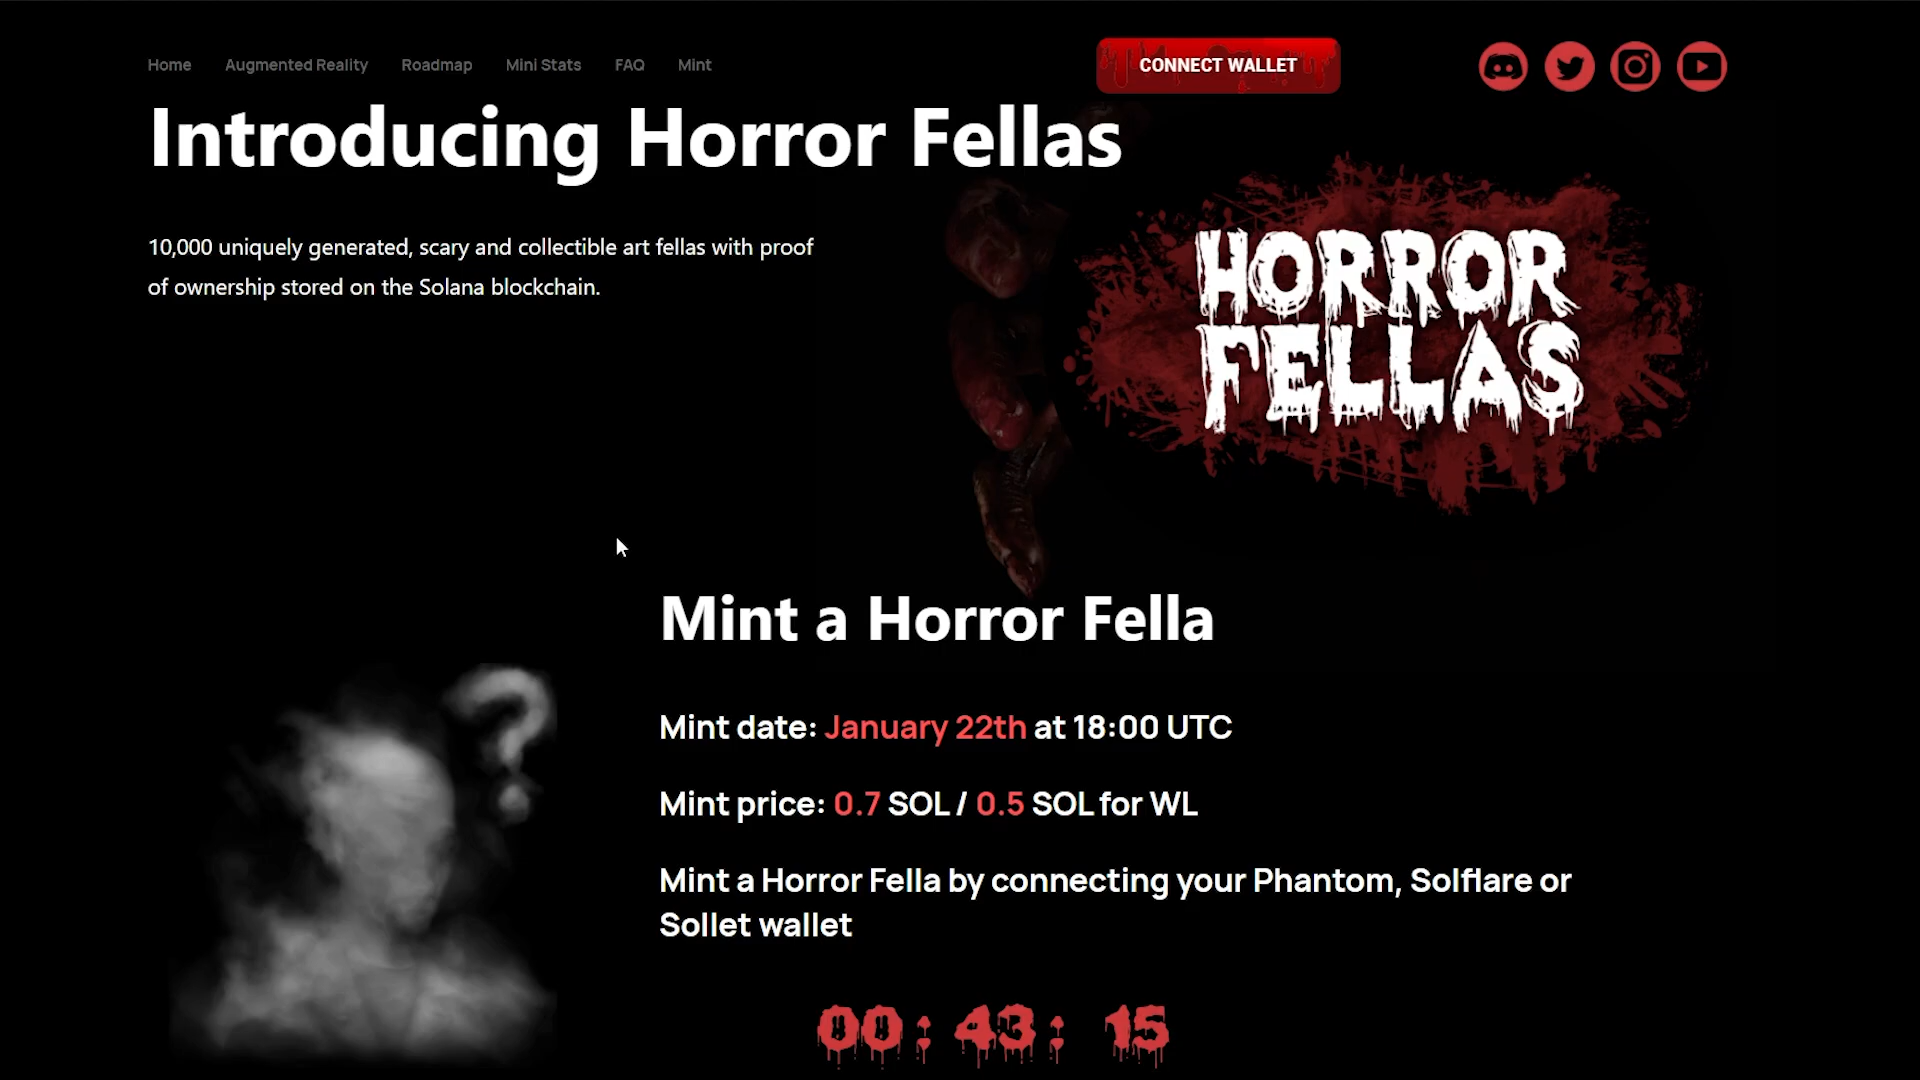 Home Augmented Reality Roadmap Mini Stats FAQ Mint
CONNECT WALLET
Introducing Horror Fellas
10,000 uniquely generated, scary and collectible art fellas with proof
of ownership stored on the Solana blockchain.
HORROR
FELLAS
Mint a Horror Fella
Mint date: January 22th at 18:00 UTC
Mint price: 0.7 SOL / 0.5 SOL for WL
Mint a Horror Fella by connecting your Phantom, Solflare or
Sollet wallet
?
00 : 43 : 15